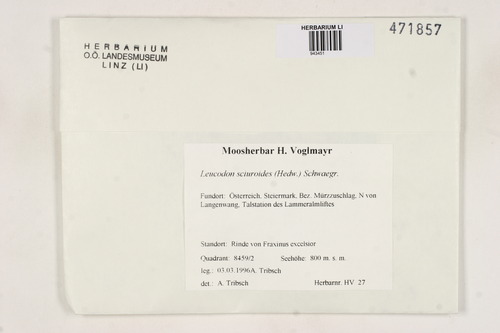 HERBARIUM LI
943451
471857
HERBARIUM
O.Ö. LANDESMUSEUM
LINZ (LI)
Moosherbar H. Voglmayr
Leucodon sciuroides (Hedw.) Schwaegr.
Fundort: Österreich, Steiermark, Bez. Mürzzuschlag, N von
Langenwang, Talstation des Lammeralmliftes
Standort: Rinde von Fraxinus excelsior
Quadrant: 8459/2 Seehöhe: 800 m. s. m.
leg.: 03.03.1996A. Tribsch
det.: A. Tribsch Herbarnr. HV 27